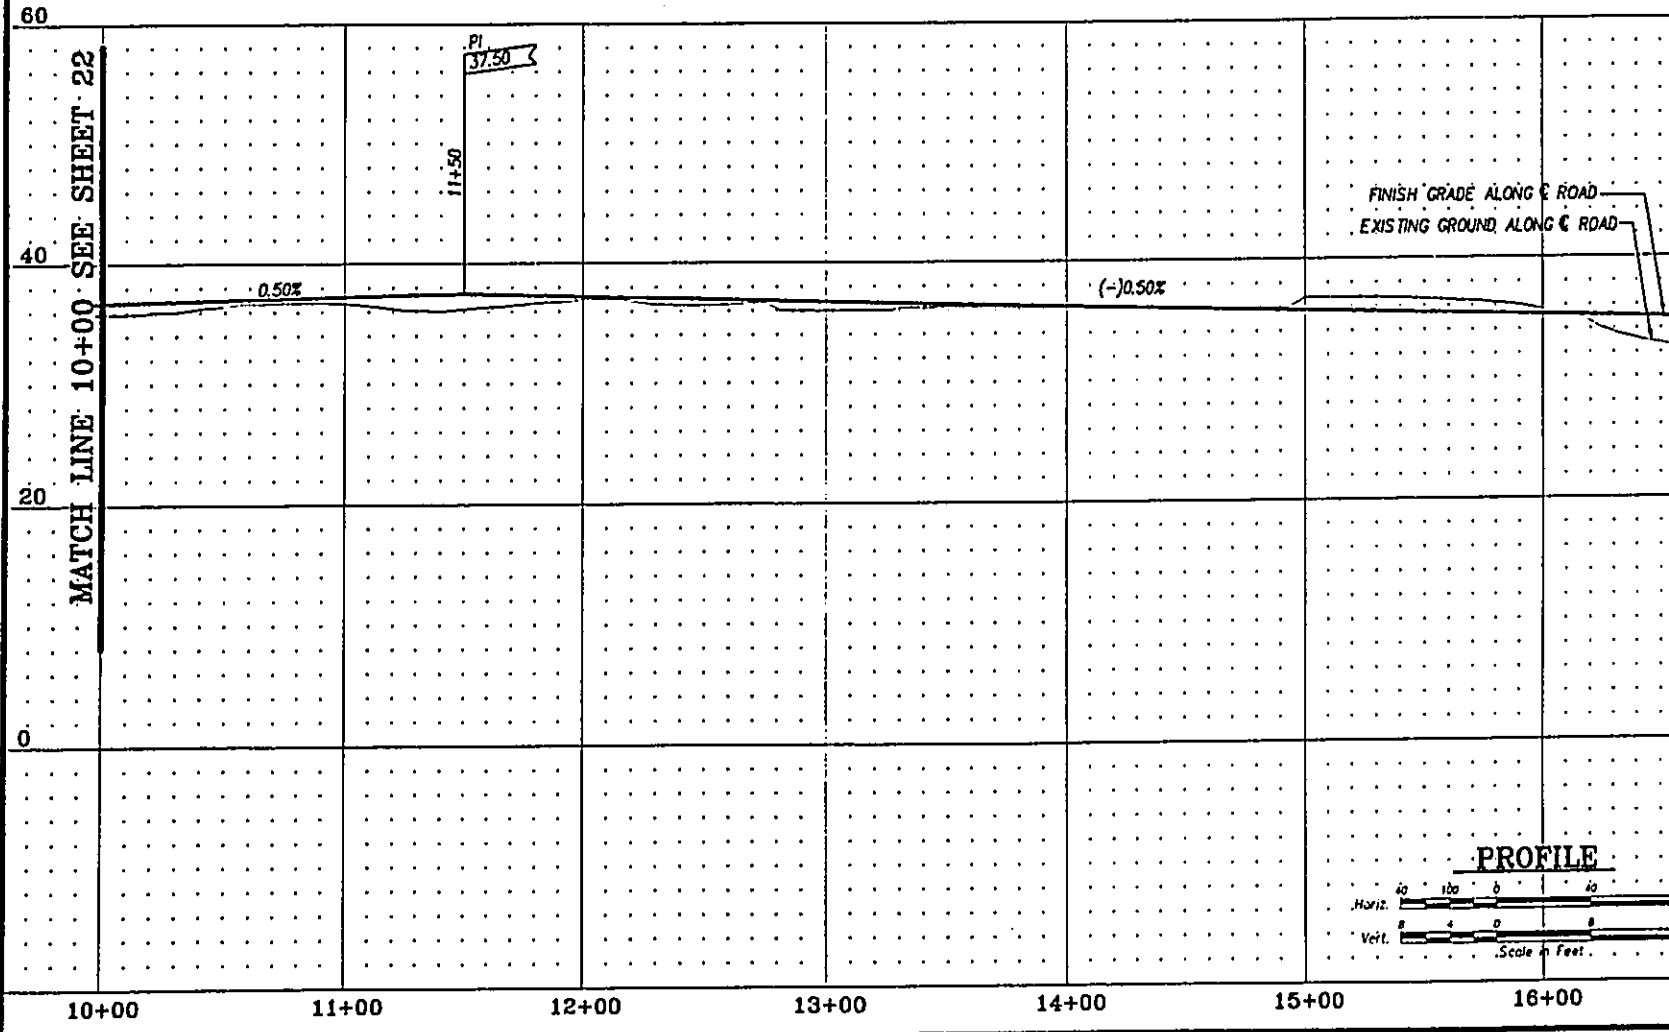 60
PI
37.50
11+50
MATCH LINE 10+00 SEE SHEET 22
FINISH GRADE ALONG ℄ ROAD
EXISTING GROUND ALONG ℄ ROAD
40
0.50%
(-)0.50%
20
0
PROFILE
40 100 0 40
Horiz.
8 4 0 8
Vert.
Scale in Feet
10+00 11+00 12+00 13+00 14+00 15+00 16+00